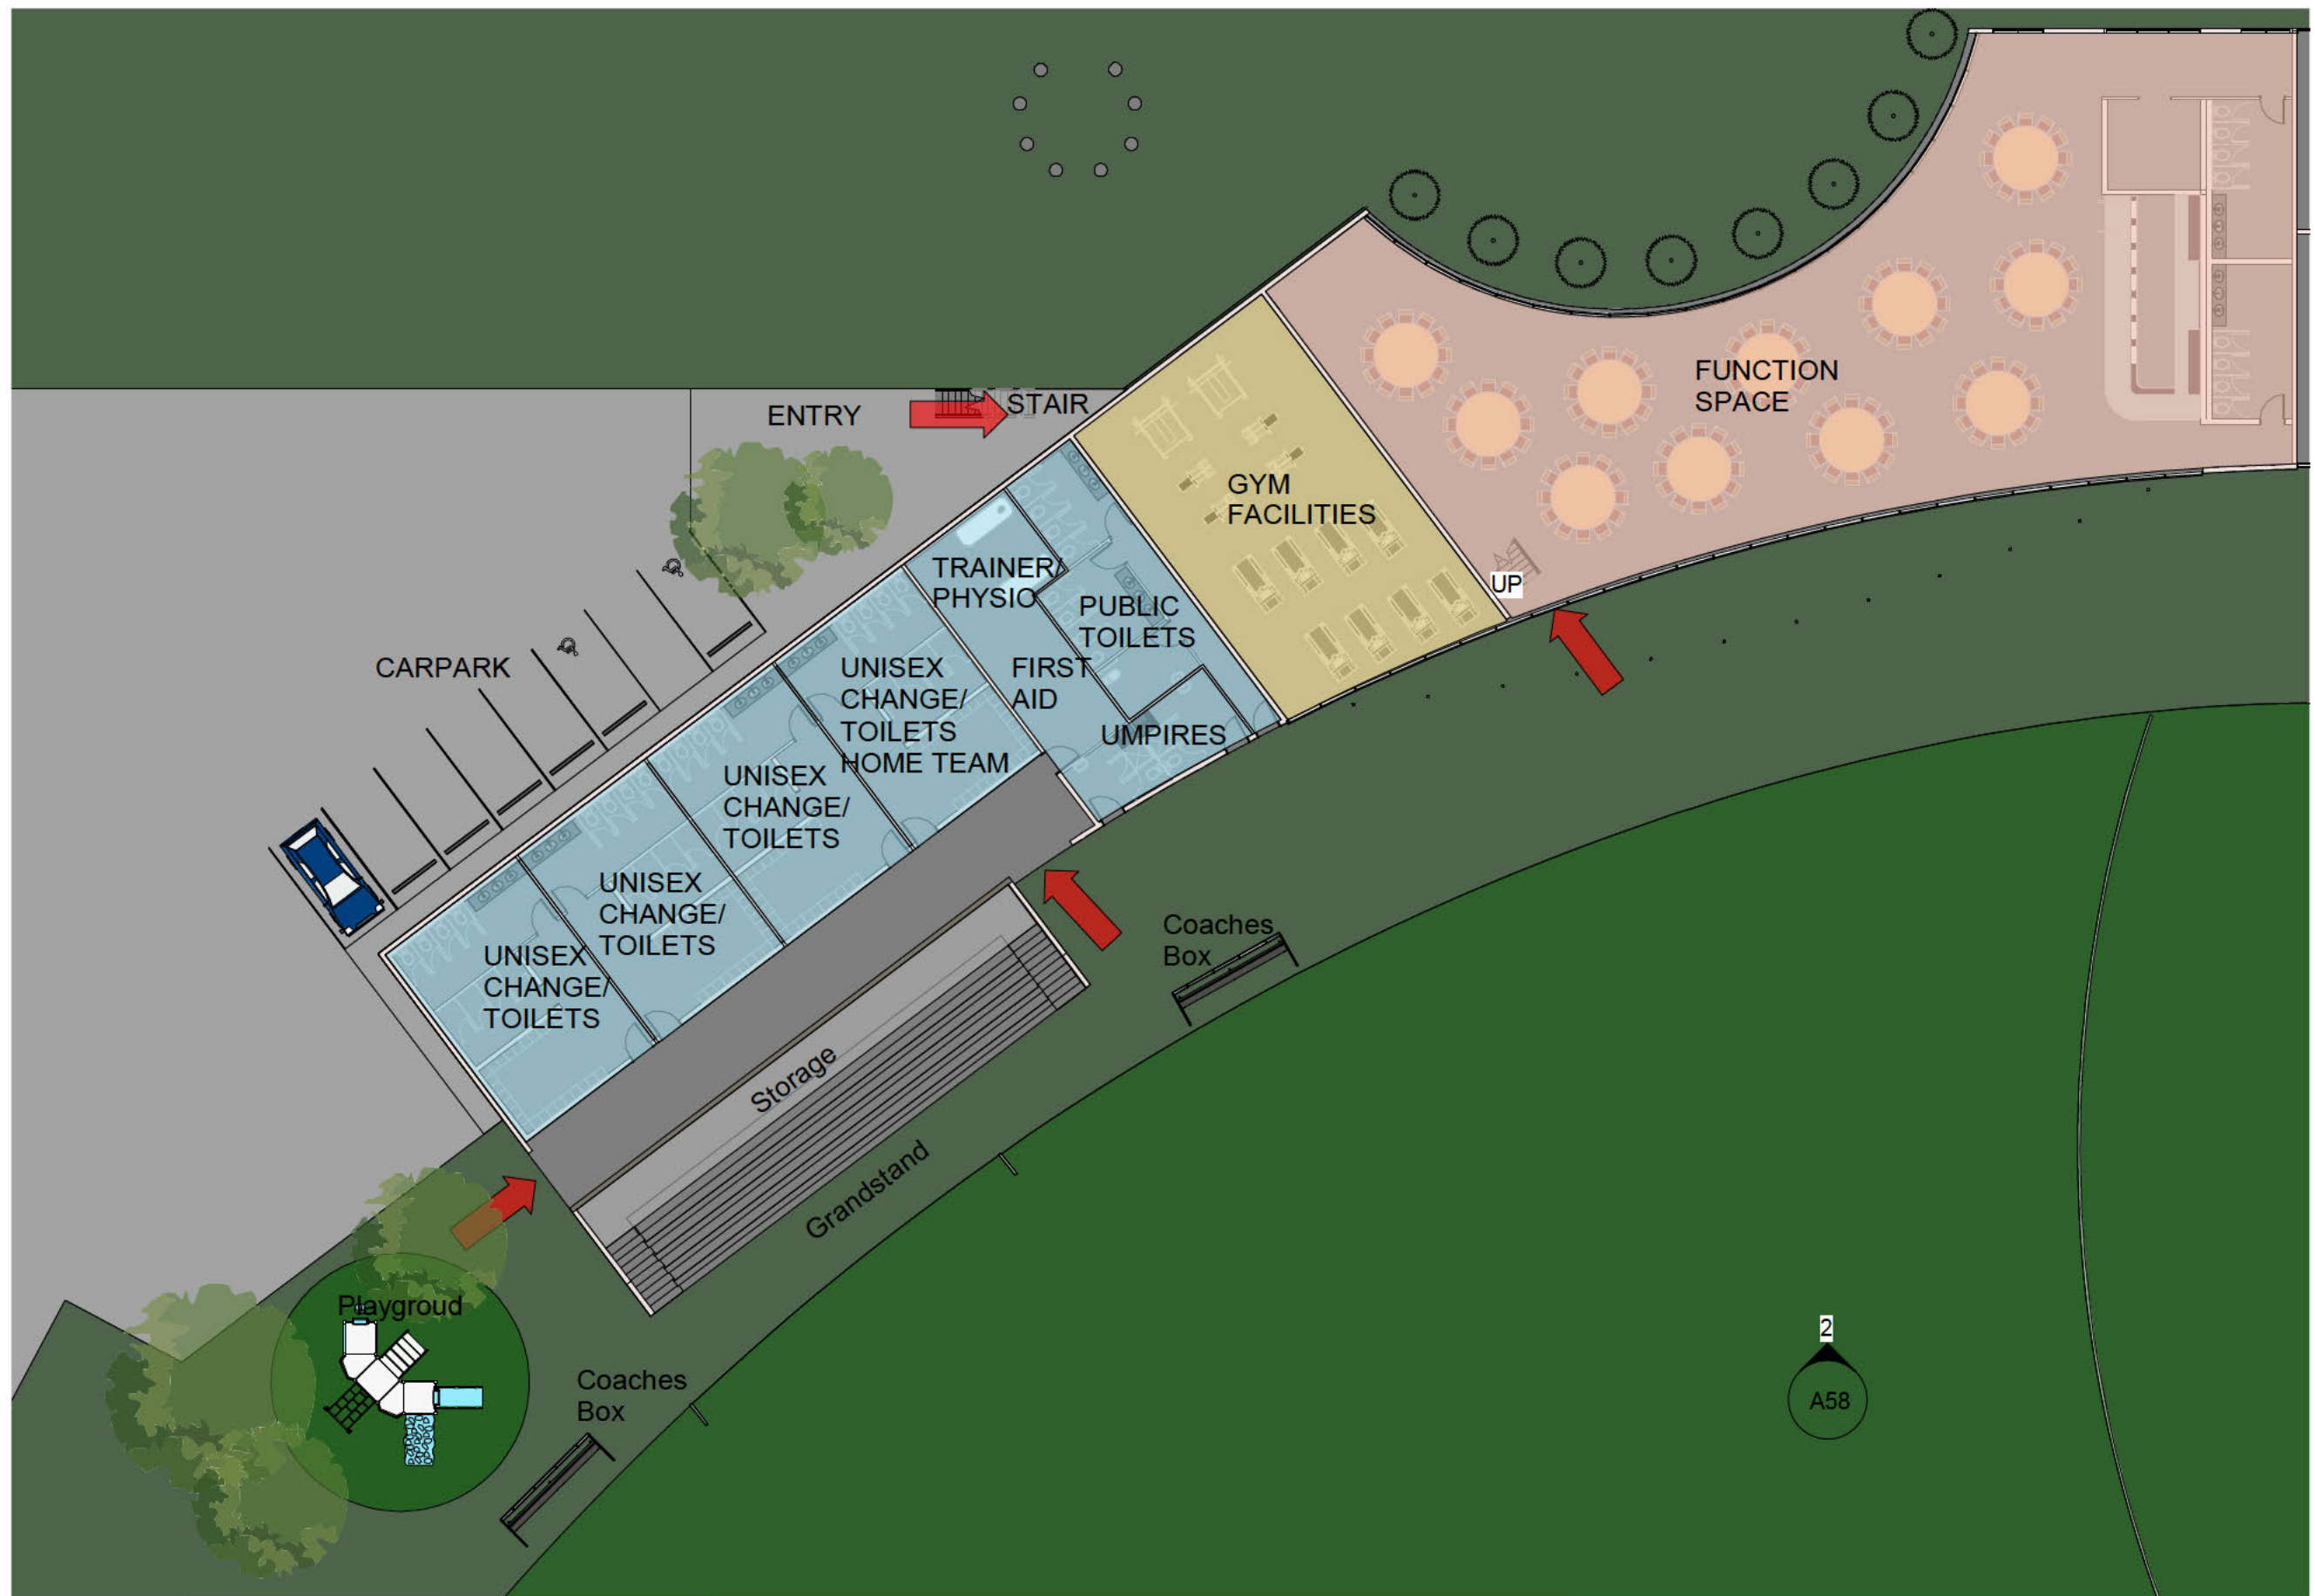 ENTRY
STAIR
FUNCTION
SPACE
GYM
FACILITIES
UP
TRAINER/
PHYSIO
PUBLIC
TOILETS
CARPARK
UNISEX
CHANGE/
TOILETS
HOME TEAM
FIRST
AID
UMPIRES
UNISEX
CHANGE/
TOILETS
UNISEX
CHANGE/
TOILETS
UNISEX
CHANGE/
TOILETS
Coaches
Box
Storage
Grandstand
Playgroud
Coaches
Box
2
A58